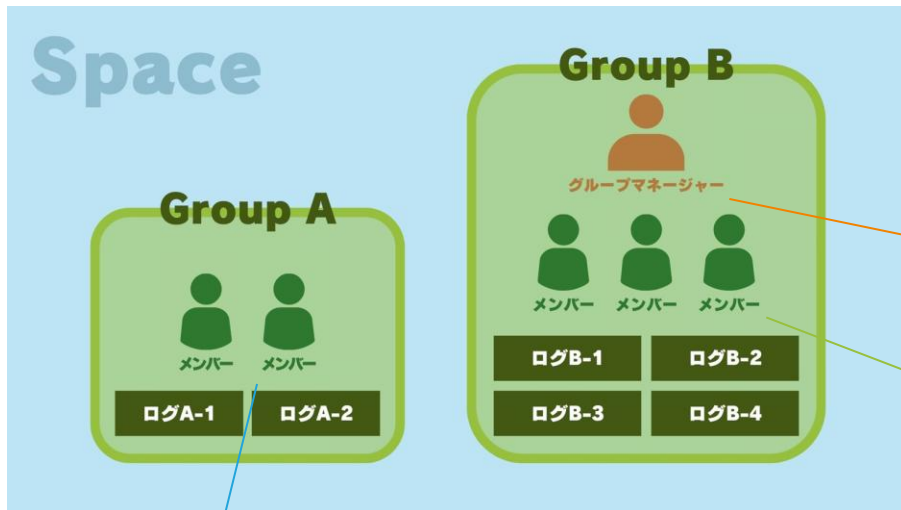 Space
Group A
メンバー
メンバー
ログA-1
ログA-2
Group B
グループマネージャー
メンバー
メンバー
メンバー
ログB-1
ログB-2
ログB-3
ログB-4